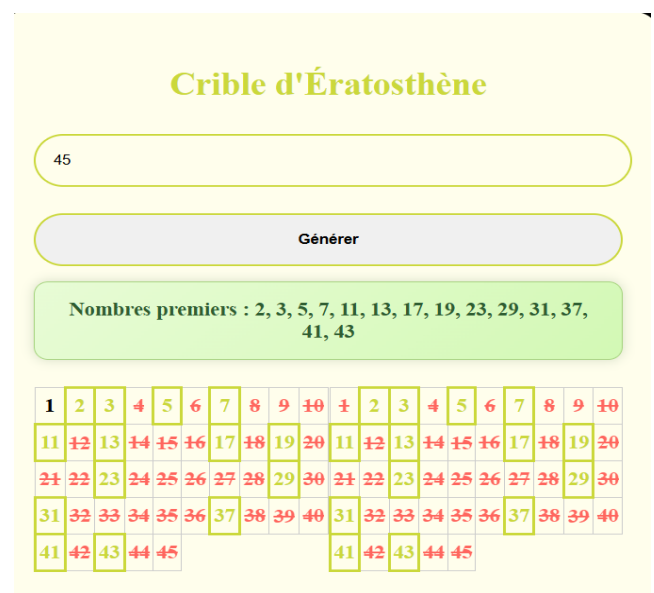 Crible d'Ératosthène
45
Générer
Nombres premiers : 2, 3, 5, 7, 11, 13, 17, 19, 23, 29, 31, 37,
41, 43
1 2 3 4 5 6 7 8 9 10 1 2 3 4 5 6 7 8 9 10
11 12 13 14 15 16 17 18 19 20 11 12 13 14 15 16 17 18 19 20
21 22 23 24 25 26 27 28 29 30 21 22 23 24 25 26 27 28 29 30
31 32 33 34 35 36 37 38 39 40 31 32 33 34 35 36 37 38 39 40
41 42 43 44 45 41 42 43 44 45